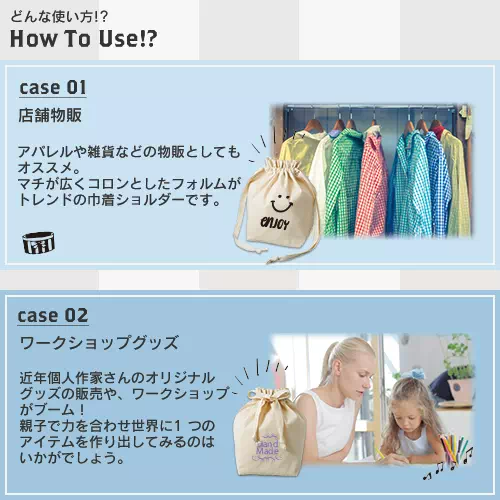 どんな使い方!?
How To Use!?
case 01
店舗物販
アパレルや雑貨などの物販としても
オススメ。
マチが広くコロンとしたフォルムが
トレンドの巾着ショルダーです。
enJOY
case 02
ワークショップグッズ
近年個人作家さんのオリジナル
グッズの販売や、ワークショップ
がブーム!
親子で力を合わせ世界に1 つの
アイテムを作り出してみるのは
いかがでしょう。
Hand
Made